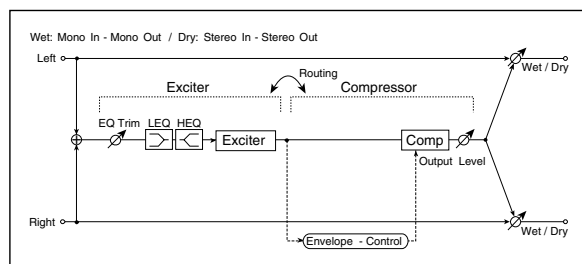 Wet: Mono In - Mono Out / Dry: Stereo In - Stereo Out
Left
Wet / Dry
Routing
Exciter
Compressor
EQ Trim
LEQ
HEQ
Exciter
Comp
Output Level
Right
Wet / Dry
Envelope - Control